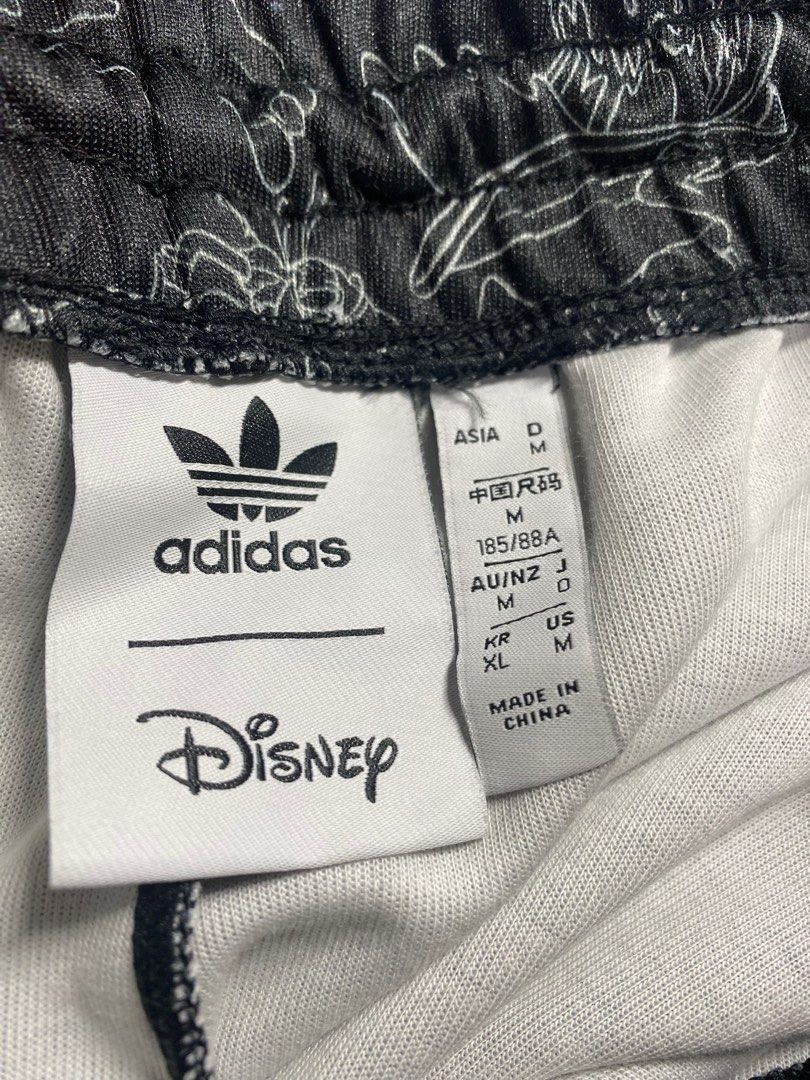 adidas
Disney
ASIA D
M
中国尺码
M
185/88A
AU/NZ J
M O
KR US
XL M
MADE IN
CHINA